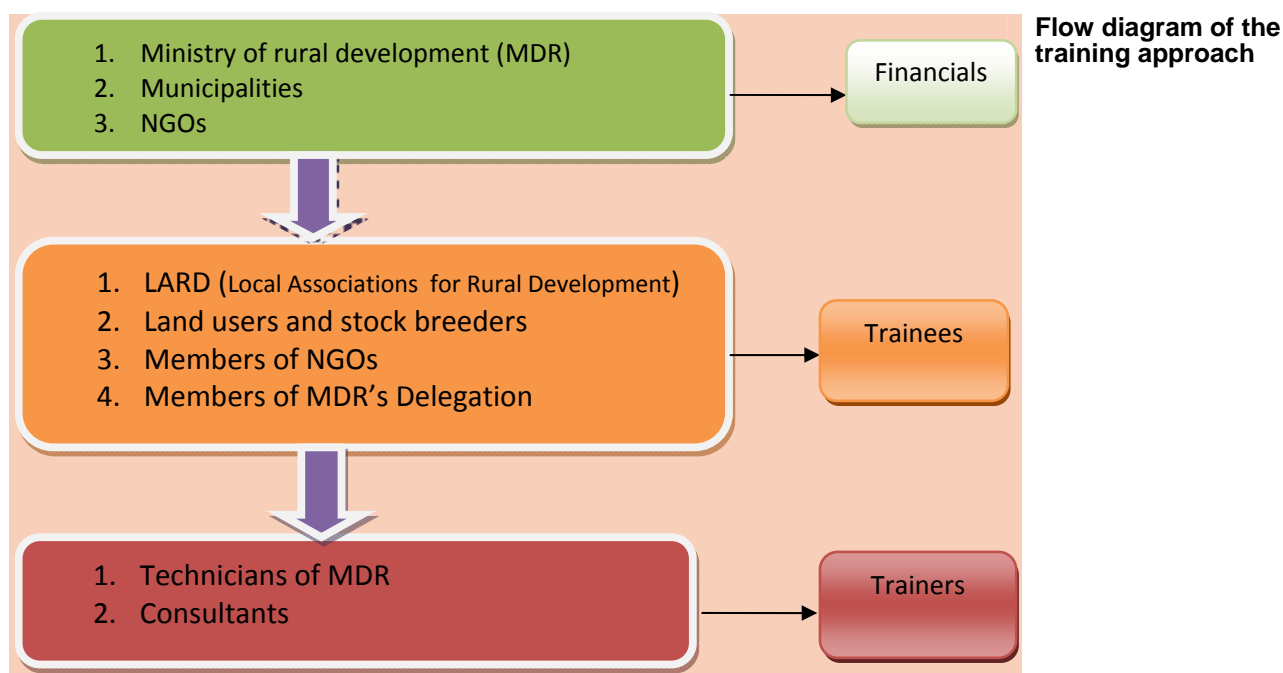 Flow diagram of the
training approach
1. Ministry of rural development (MDR)
2. Municipalities
3. NGOs
Financials
1. LARD (Local Associations for Rural Development)
2. Land users and stock breeders
3. Members of NGOs
4. Members of MDR’s Delegation
Trainees
1. Technicians of MDR
2. Consultants
Trainers